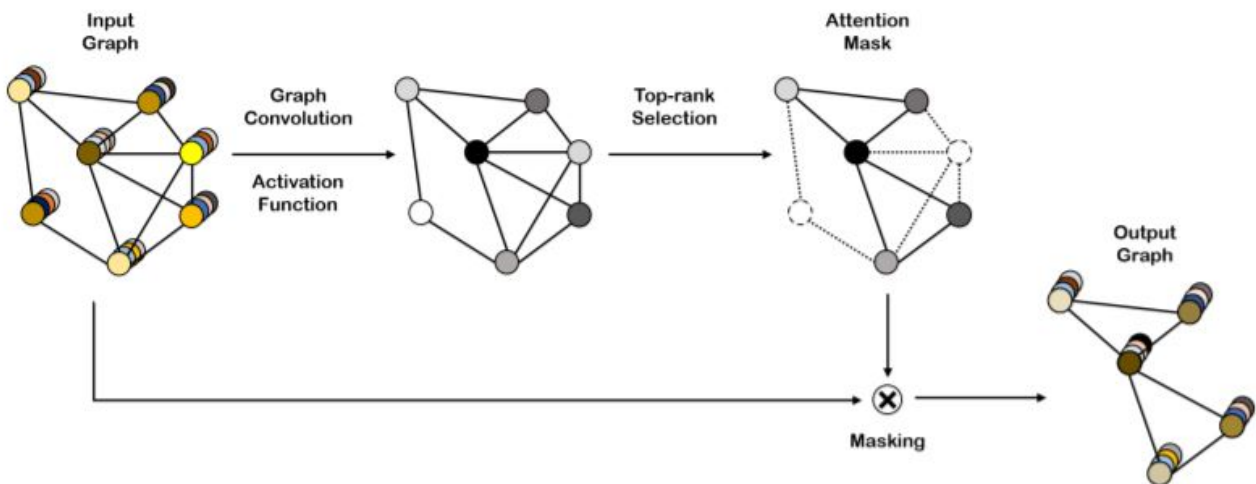 Input
Graph
Graph
Convolution
Activation
Function
Top-rank
Selection
Attention
Mask
Output
Graph
Masking